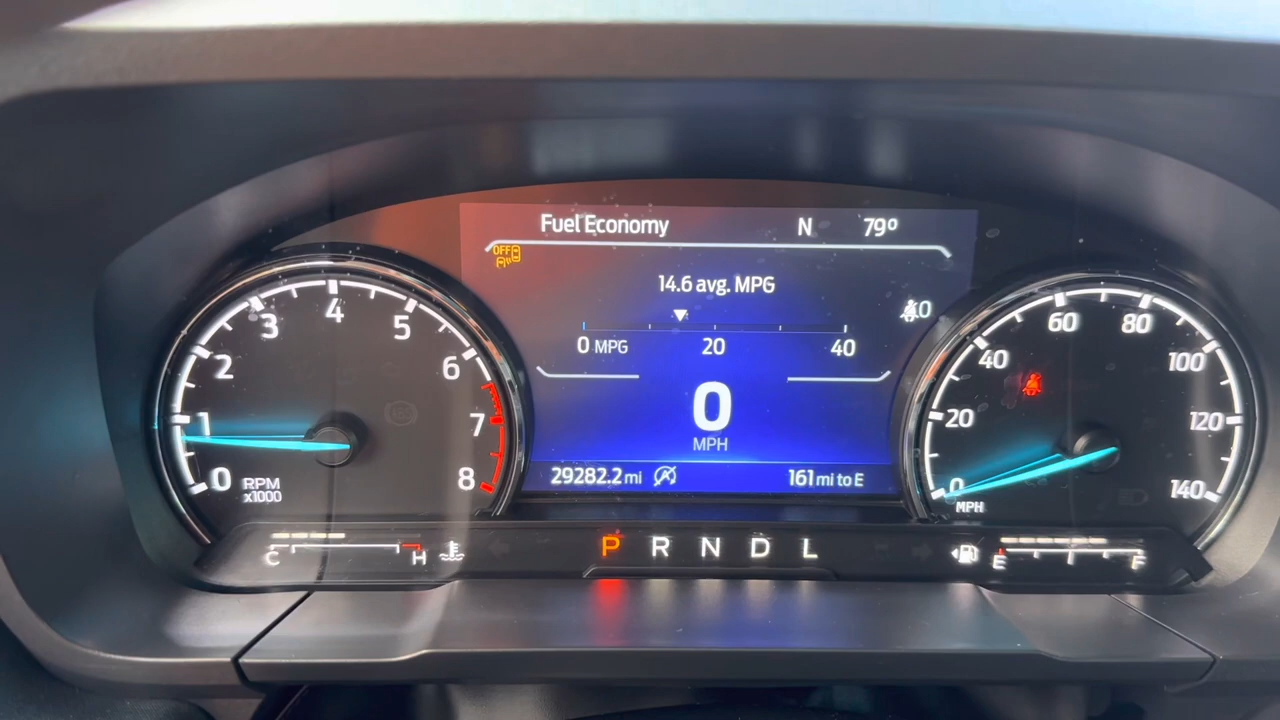 Fuel Economy N 79°
OFF
14.6 avg. MPG
0 MPG 20 40
0
MPH
29282.2 mi 161 mi to E
0 1 2 3 4 5 6 7 8
RPM
x1000
0 20 40 60 80 100 120 140
MPH
C H
P R N D L
E F